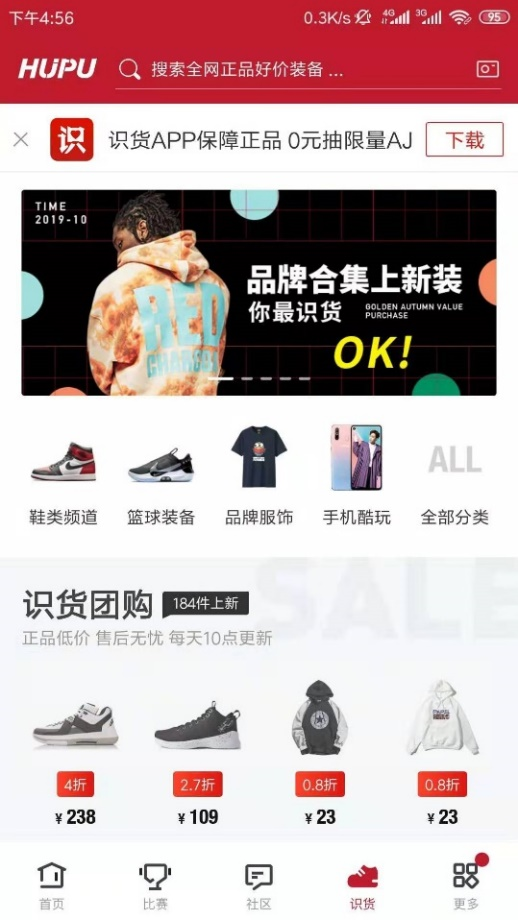 下午4:56
0.3K/s 4G 3G 95
HUPU
搜索全网正品好价装备 ...
识
识货APP保障正品 0元抽限量AJ
下载
TIME
2019-10
品牌合集上新装
你最识货
GOLDEN AUTUMN VALUE
PURCHASE
OK!
RED
鞋类频道
篮球装备
品牌服饰
手机酷玩
ALL
全部分类
SALE
识货团购
184件上新
正品低价 售后无忧 每天10点更新
4折
2.7折
0.8折
0.8折
¥ 238
¥ 109
¥ 23
¥ 23
首页
比赛
社区
识货
更多